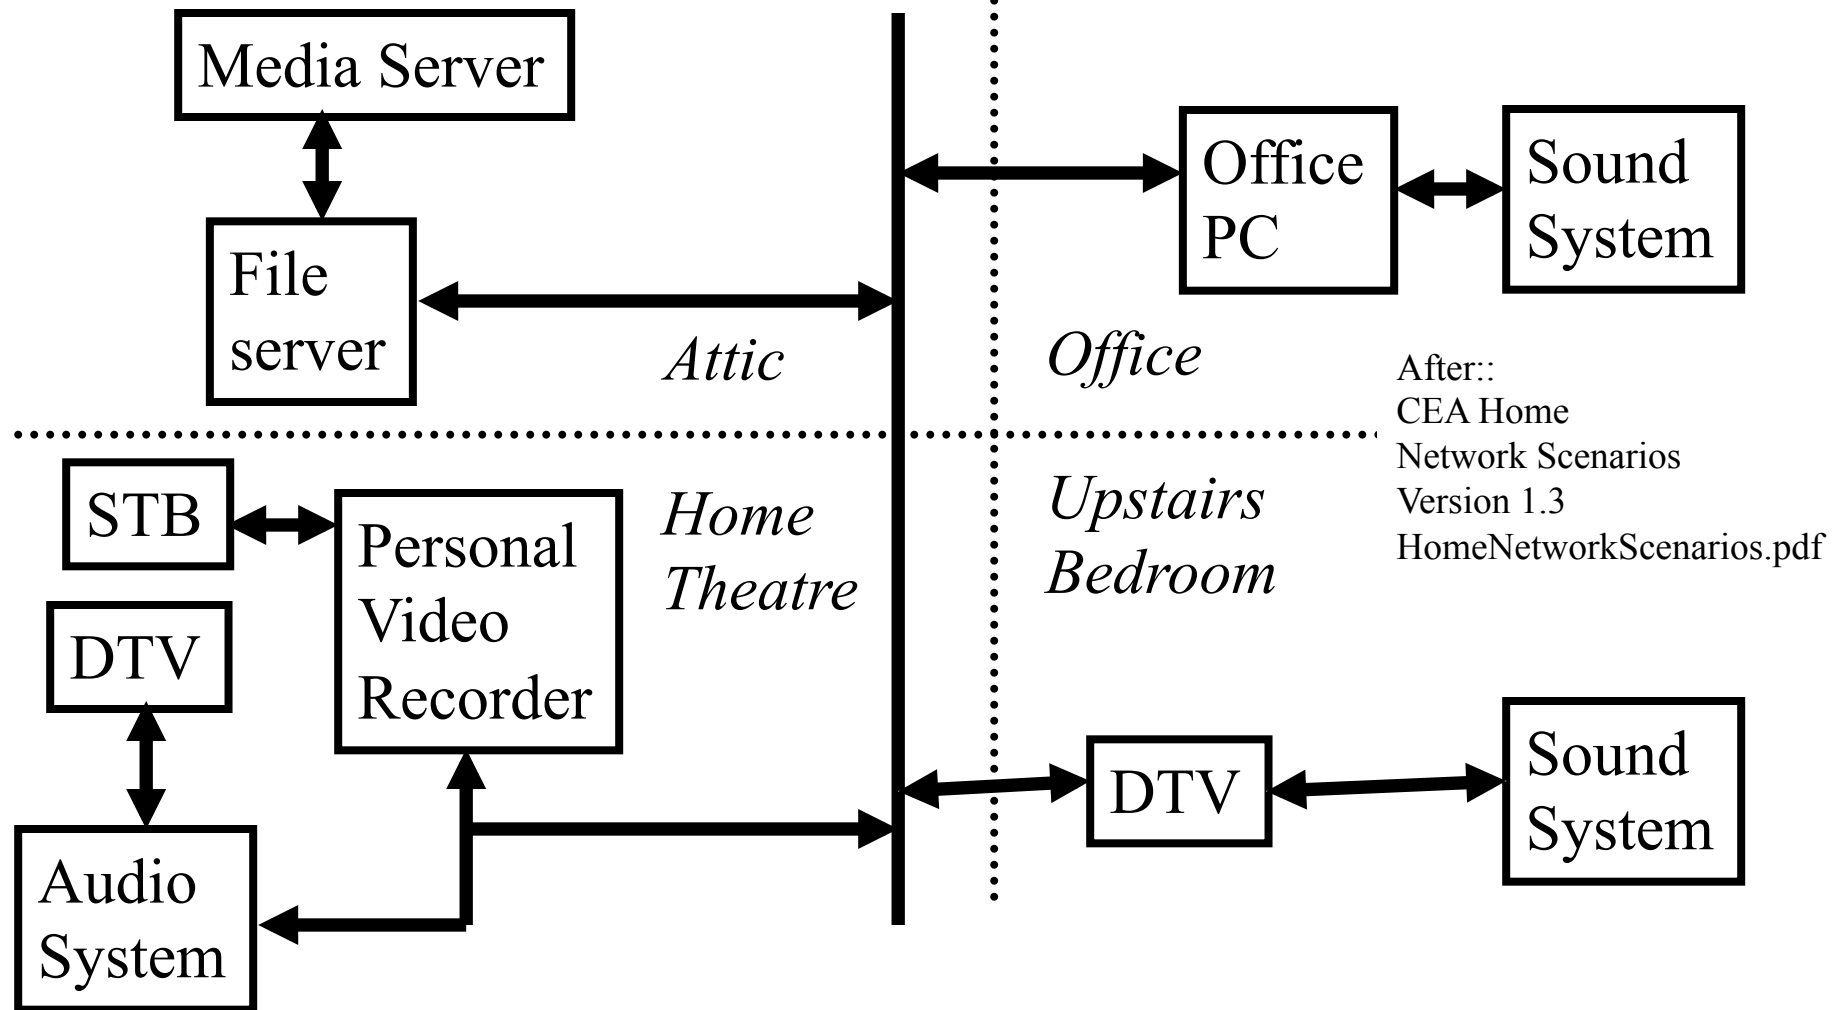 Media Server
File
server
Attic
Office
PC
Sound
System
Office
After::
CEA Home
Network Scenarios
Version 1.3
HomeNetworkScenarios.pdf
STB
DTV
Personal
Video
Recorder
Home
Theatre
Audio
System
Upstairs
Bedroom
DTV
Sound
System